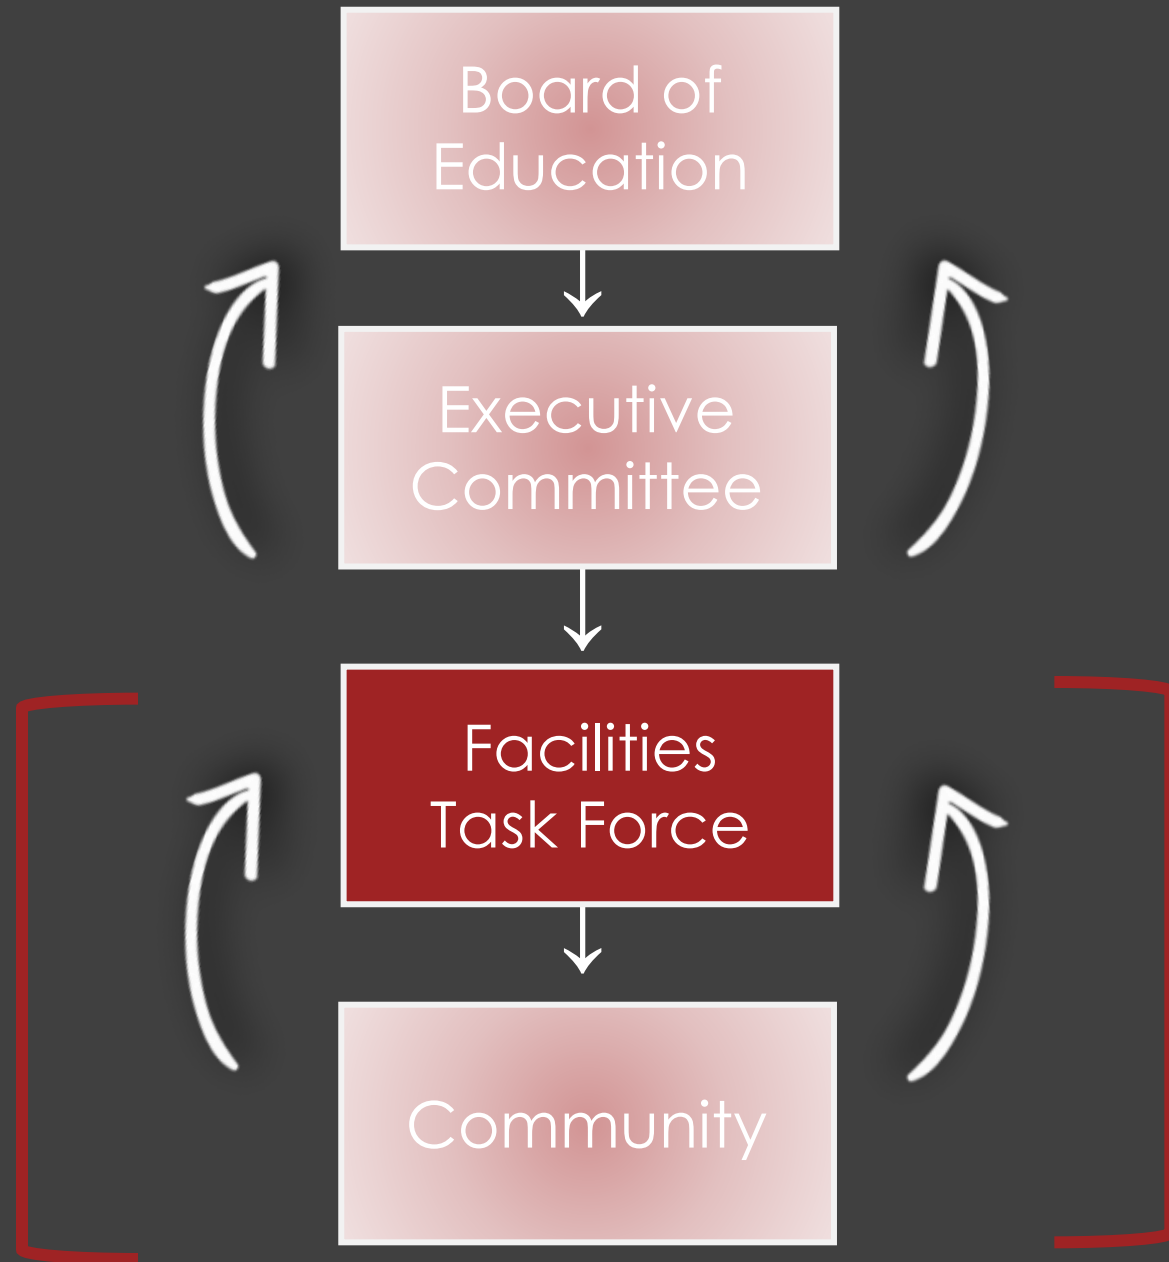 Board of
Education
Executive
Committee
Facilities
Task Force
Community